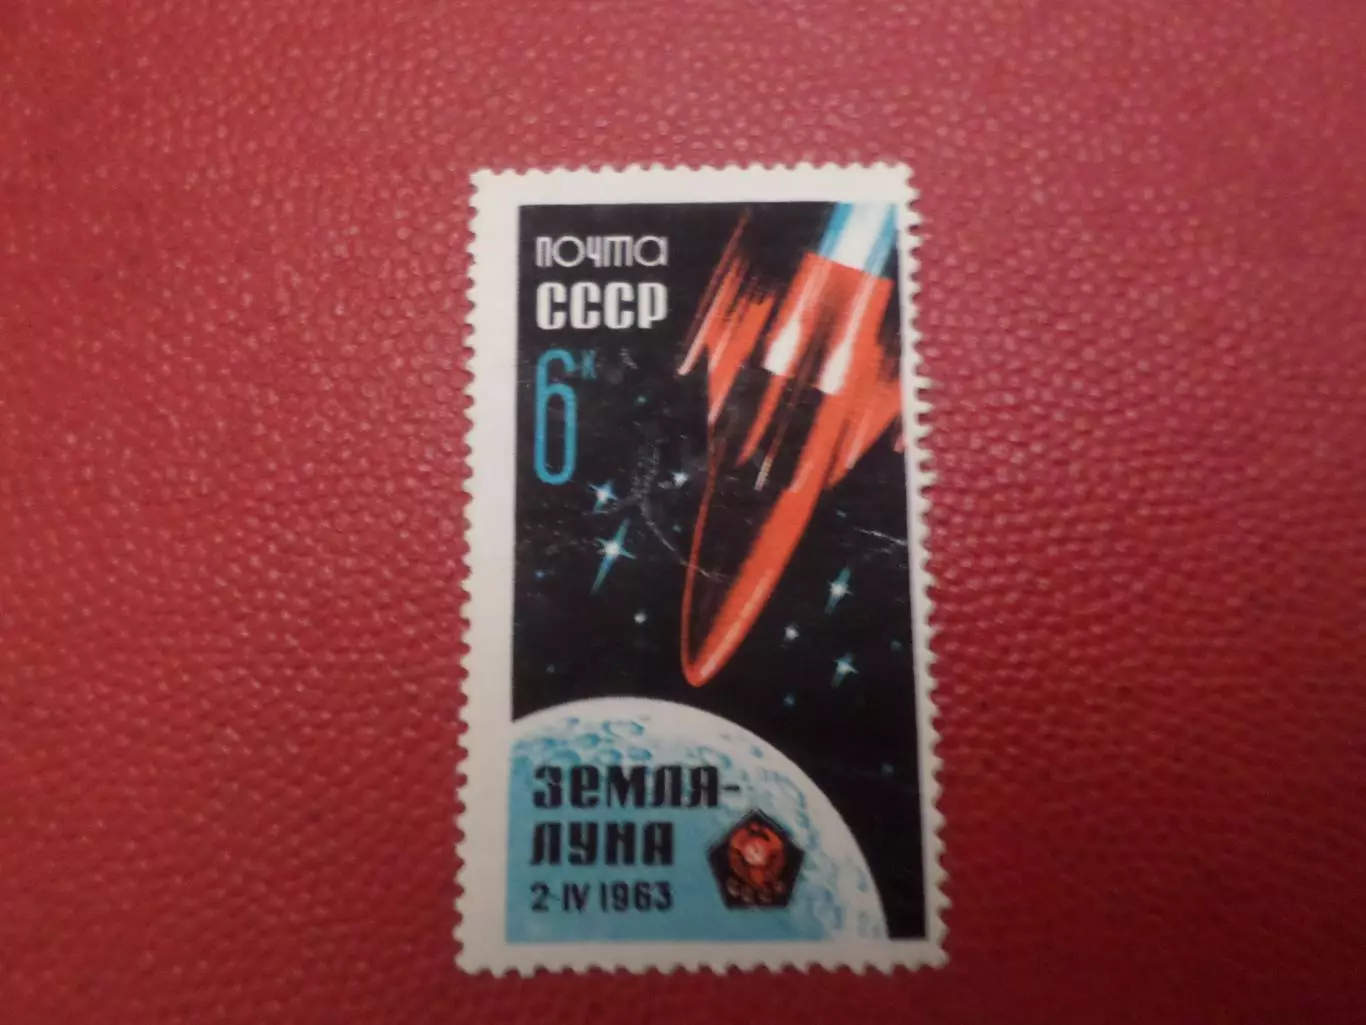 почта
СССР
6к
ЗЕМЛЯ-
ЛУНА
2-IV 1963